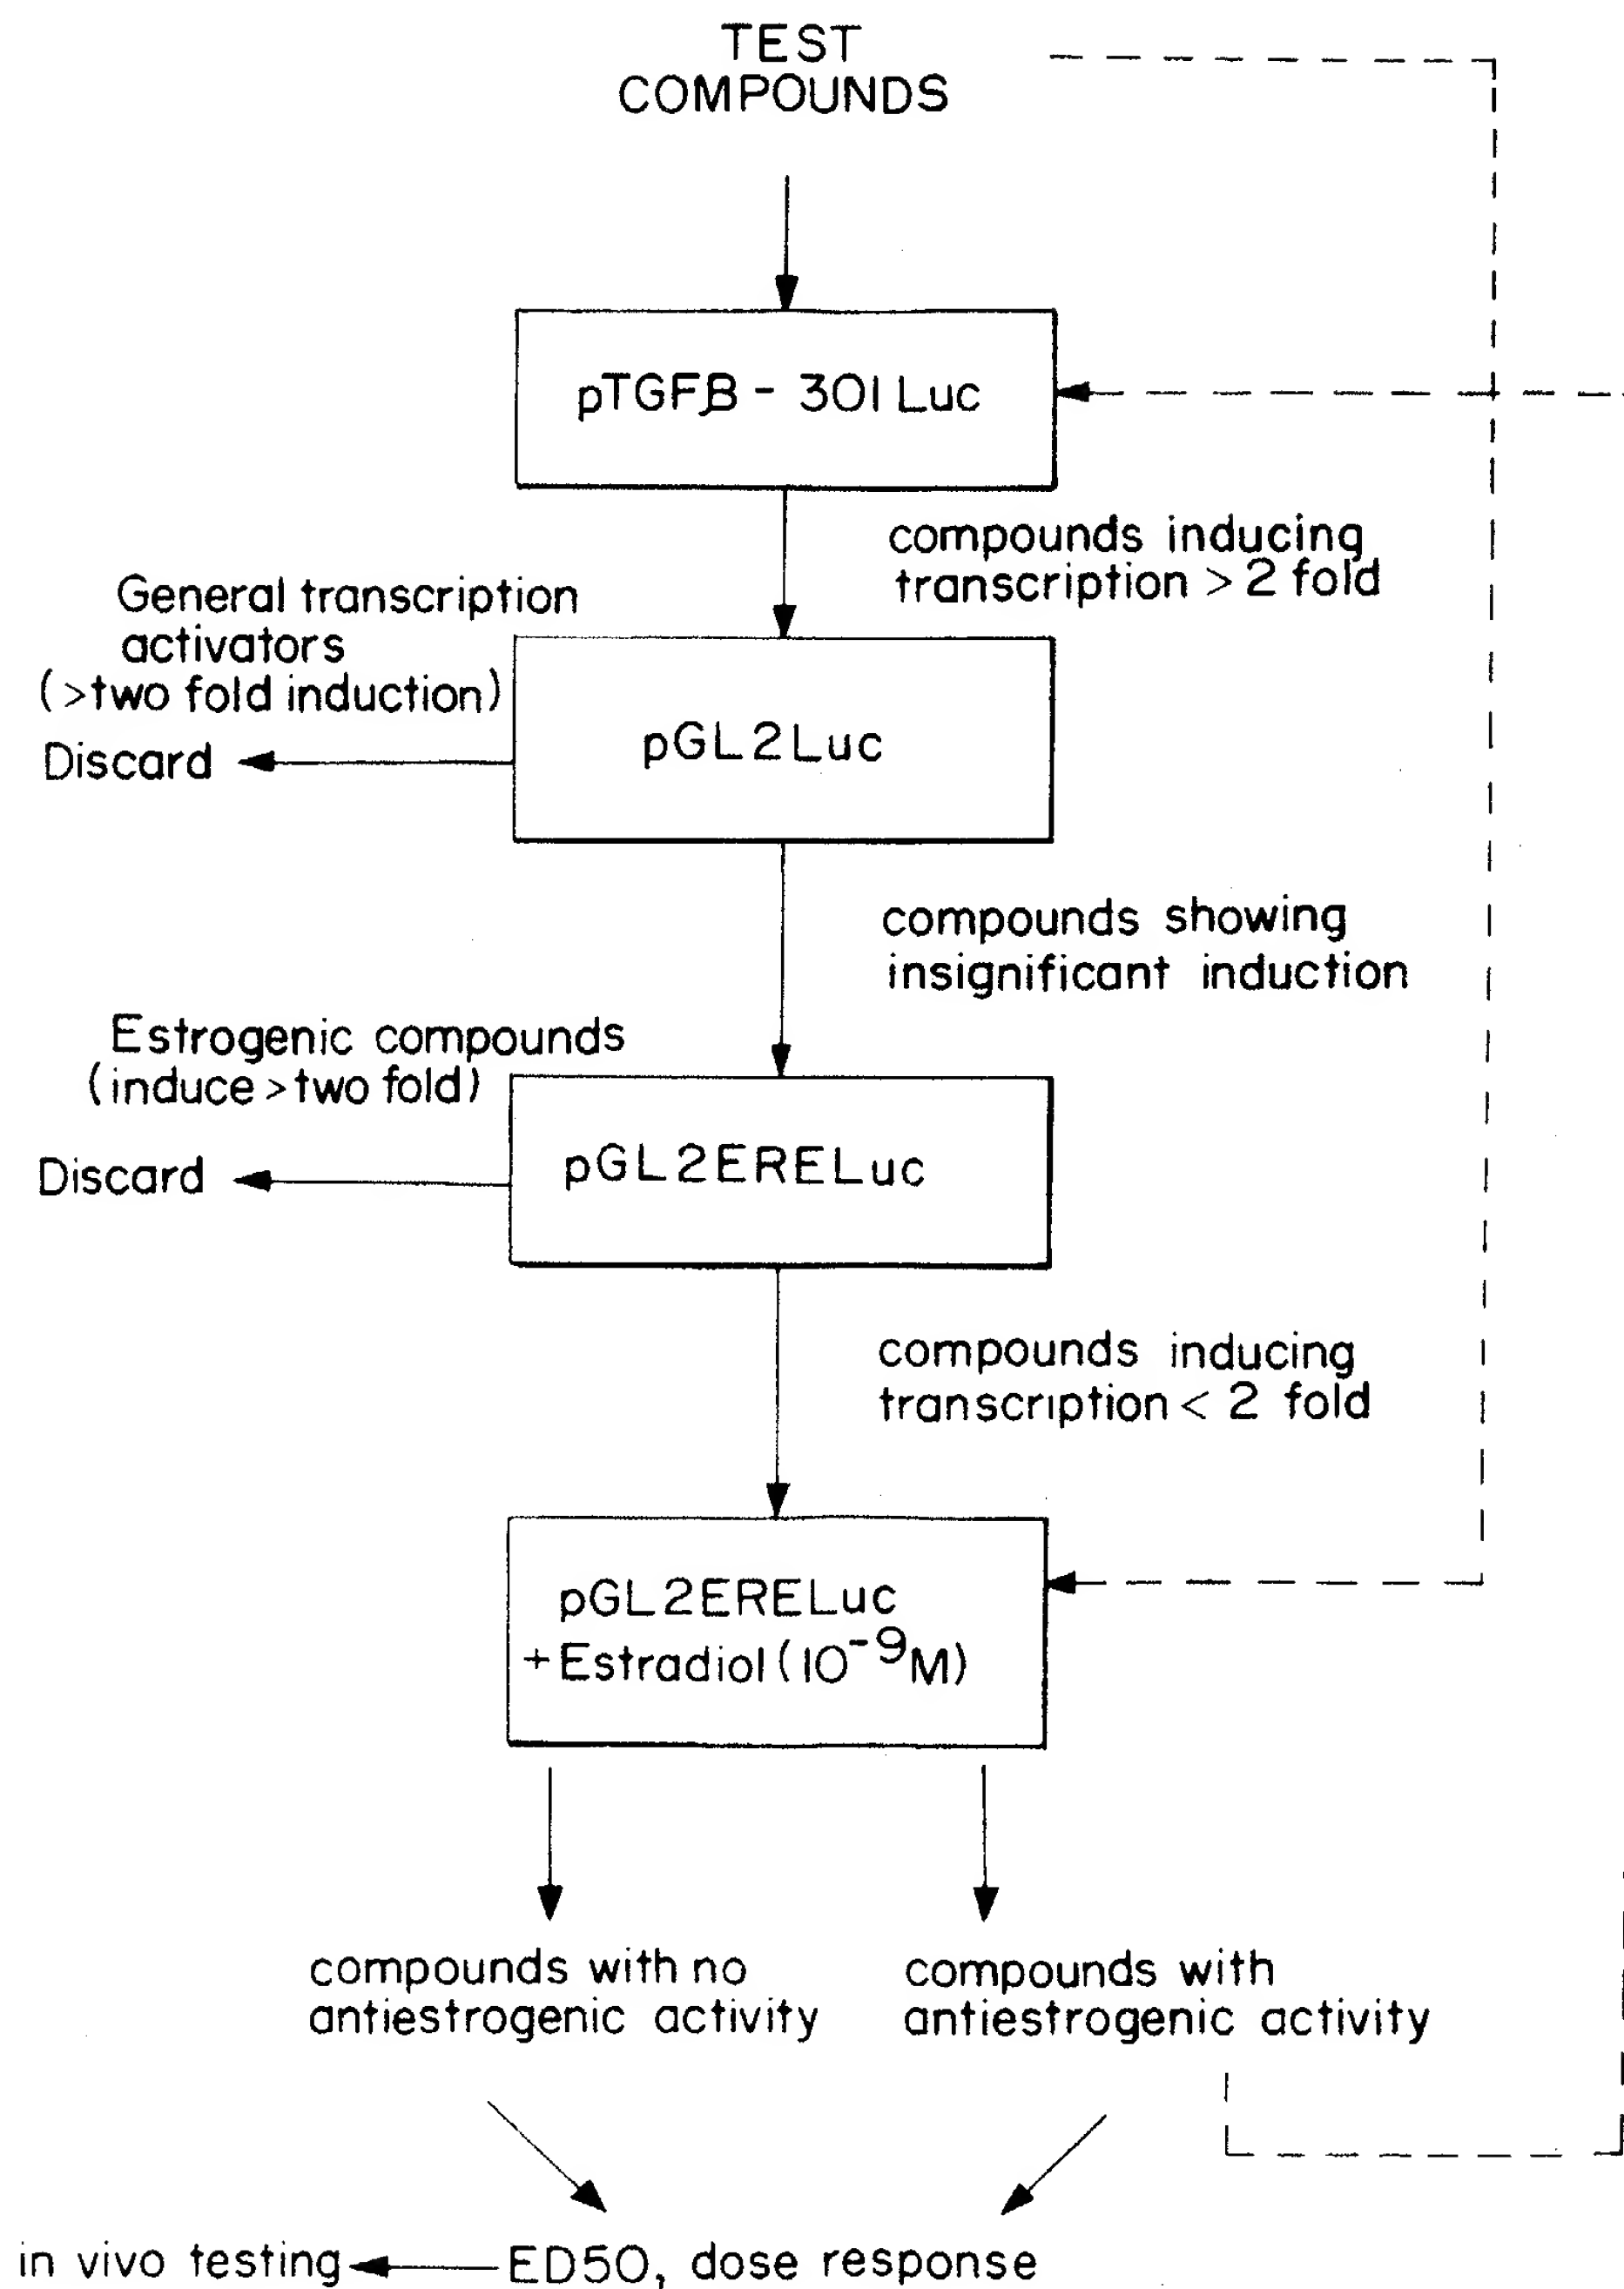 TEST
COMPOUNDS
pTGFβ - 301 Luc
compounds inducing
transcription > 2 fold
General transcription
activators
(>two fold induction)
Discard
pGL2Luc
compounds showing
insignificant induction
Estrogenic compounds
(induce >two fold)
Discard
pGL2ERELuc
compounds inducing
transcription < 2 fold
pGL2ERELuc
+Estradiol (10⁻⁹M)
compounds with no
antiestrogenic activity
compounds with
antiestrogenic activity
in vivo testing
ED50, dose response